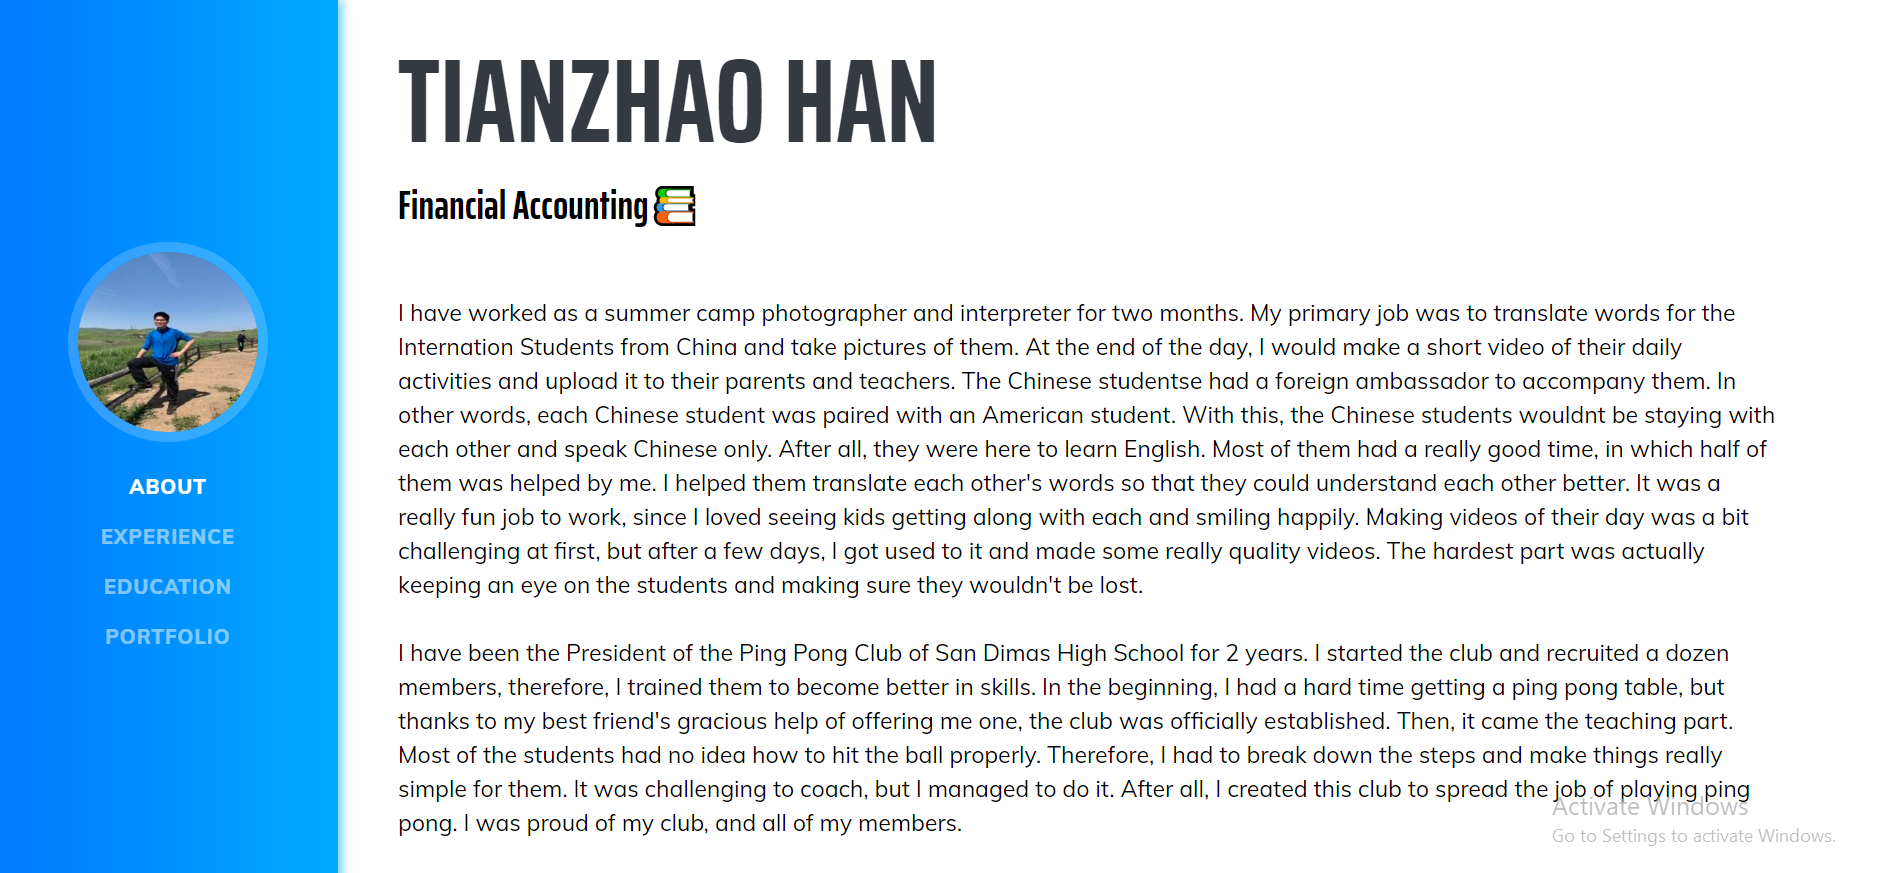 TIANZHAO HAN
Financial Accounting
ABOUT
EXPERIENCE
EDUCATION
PORTFOLIO
I have worked as a summer camp photographer and interpreter for two months. My primary job was to translate words for the
Internation Students from China and take pictures of them. At the end of the day, I would make a short video of their daily
activities and upload it to their parents and teachers. The Chinese studentse had a foreign ambassador to accompany them. In
other words, each Chinese student was paired with an American student. With this, the Chinese students wouldnt be staying with
each other and speak Chinese only. After all, they were here to learn English. Most of them had a really good time, in which half of
them was helped by me. I helped them translate each other's words so that they could understand each other better. It was a
really fun job to work, since I loved seeing kids getting along with each and smiling happily. Making videos of their day was a bit
challenging at first, but after a few days, I got used to it and made some really quality videos. The hardest part was actually
keeping an eye on the students and making sure they wouldn't be lost.
I have been the President of the Ping Pong Club of San Dimas High School for 2 years. I started the club and recruited a dozen
members, therefore, I trained them to become better in skills. In the beginning, I had a hard time getting a ping pong table, but
thanks to my best friend's gracious help of offering me one, the club was officially established. Then, it came the teaching part.
Most of the students had no idea how to hit the ball properly. Therefore, I had to break down the steps and make things really
simple for them. It was challenging to coach, but I managed to do it. After all, I created this club to spread the job of playing ping
pong. I was proud of my club, and all of my members.
Activate Windows
Go to Settings to activate Windows.